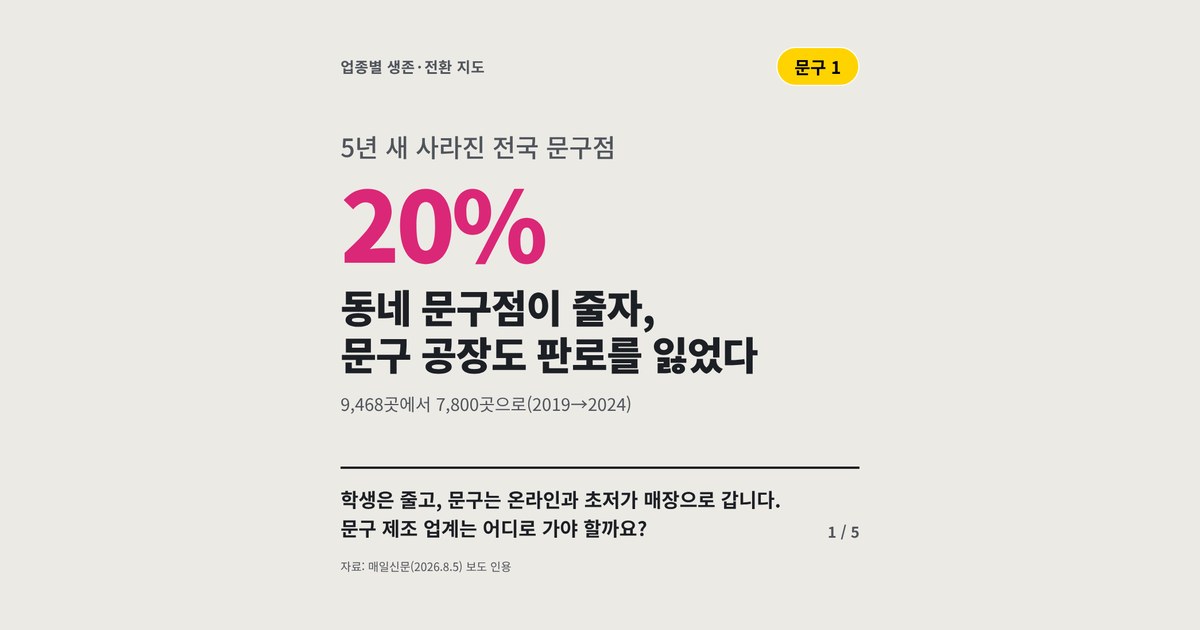 업종별 생존·전환 지도
문구 1
5년 새 사라진 전국 문구점
20%
동네 문구점이 줄자,
문구 공장도 판로를 잃었다
9,468곳에서 7,800곳으로(2019→2024)
학생은 줄고, 문구는 온라인과 초저가 매장으로 갑니다.
문구 제조 업계는 어디로 가야 할까요?
1 / 5
자료: 매일신문(2026.8.5) 보도 인용